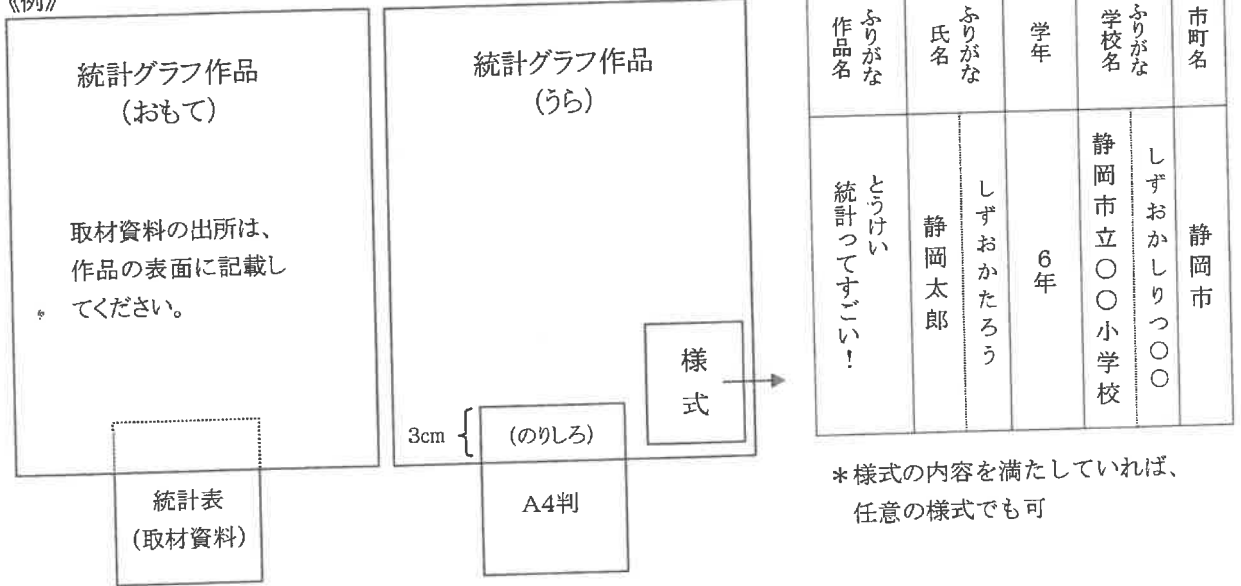 《例》
統計グラフ作品
(おもて)
取材資料の出所は、
作品の表面に記載し
てください。
統計表
(取材資料)
統計グラフ作品
(うら)
様
式
3cm
(のりしろ)
A4判
市町名
静岡市
ふりがな
学校名
しずおかしりつ〇〇
静岡市立〇〇小学校
学年
6年
ふりがな
氏名
しずおかたろう
静岡太郎
ふりがな
作品名
とうけい
統計ってすごい!
*様式の内容を満たしていれば、
任意の様式でも可